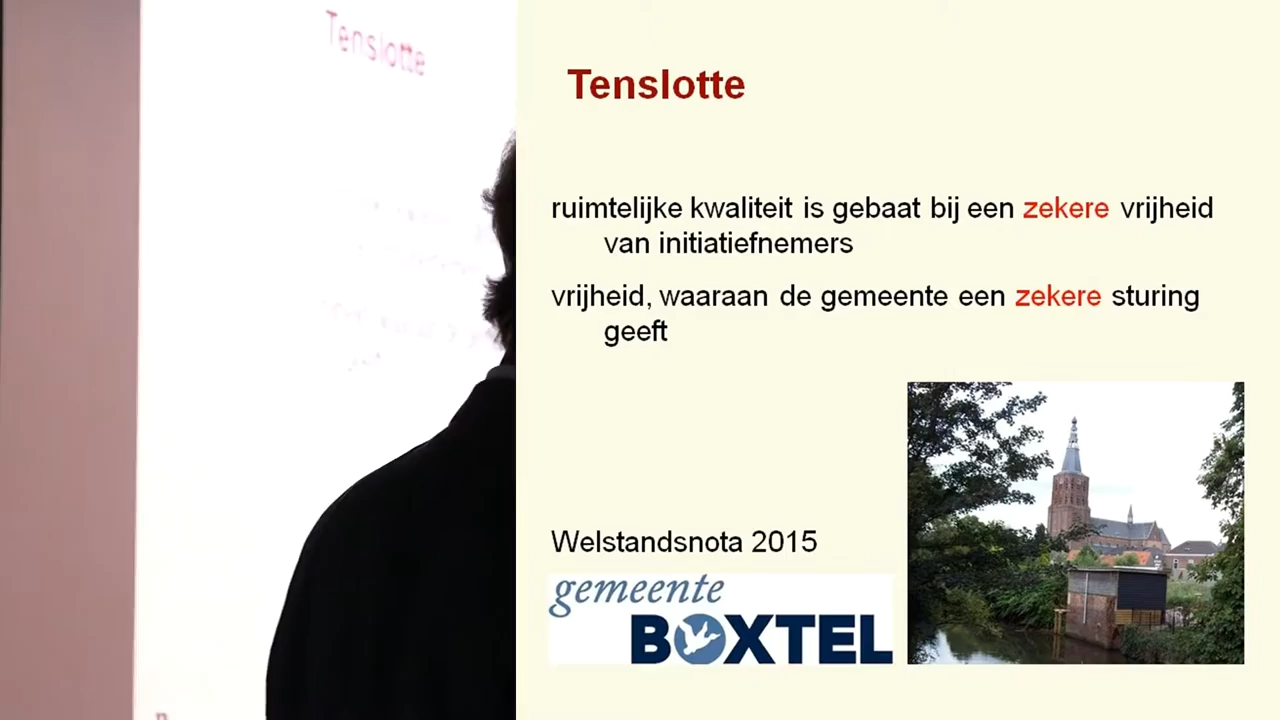 Tenslotte
Tenslotte
ruimtelijke kwaliteit is gebaat bij een zekere vrijheid
van initiatiefnemers
vrijheid, waaraan de gemeente een zekere sturing
geeft
Welstandsnota 2015
gemeente
BOXTEL